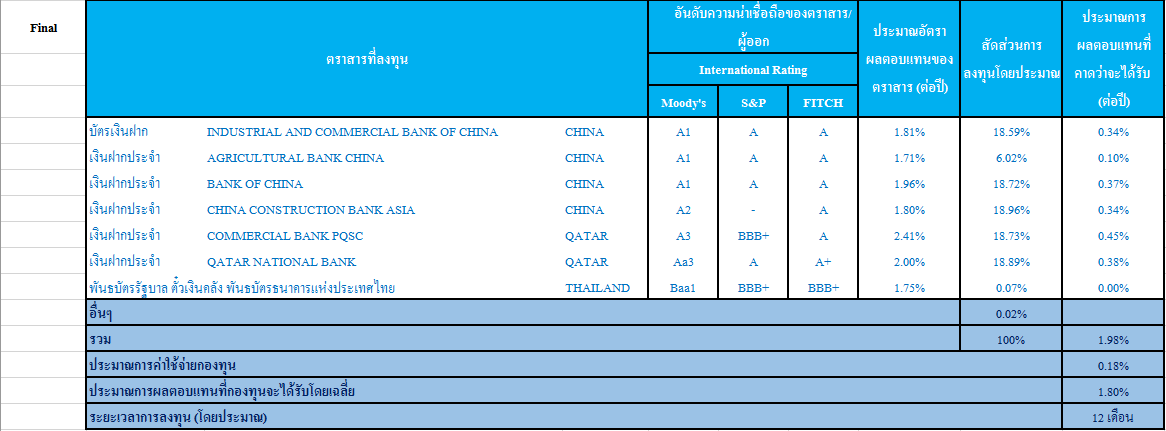 Final
ตราสารที่ลงทุน
อันดับความน่าเชื่อถือของตราสาร/
ผู้ออก
International Rating
Moody's S&P FITCH
ประมาณอัตรา
ผลตอบแทนของ
ตราสาร (ต่อปี)
สัดส่วนการ
ลงทุนโดยประมาณ
ประมาณการ
ผลตอบแทนที่
คาดว่าจะได้รับ
(ต่อปี)
บัตรเงินฝาก INDUSTRIAL AND COMMERCIAL BANK OF CHINA CHINA A1 A A 1.81% 18.59% 0.34%
เงินฝากประจำ AGRICULTURAL BANK CHINA CHINA A1 A A 1.71% 6.02% 0.10%
เงินฝากประจำ BANK OF CHINA CHINA A1 A A 1.96% 18.72% 0.37%
เงินฝากประจำ CHINA CONSTRUCTION BANK ASIA CHINA A2 - A 1.80% 18.96% 0.34%
เงินฝากประจำ COMMERCIAL BANK PQSC QATAR A3 BBB+ A 2.41% 18.73% 0.45%
เงินฝากประจำ QATAR NATIONAL BANK QATAR Aa3 A A+ 2.00% 18.89% 0.38%
พันธบัตรรัฐบาล ตั๋วเงินคลัง พันธบัตรธนาคารแห่งประเทศไทย THAILAND Baa1 BBB+ BBB+ 1.75% 0.07% 0.00%
อื่นๆ 0.02%
รวม 100% 1.98%
ประมาณการค่าใช้จ่ายกองทุน 0.18%
ประมาณการผลตอบแทนที่กองทุนจะได้รับโดยเฉลี่ย 1.80%
ระยะเวลาการลงทุน (โดยประมาณ) 12 เดือน